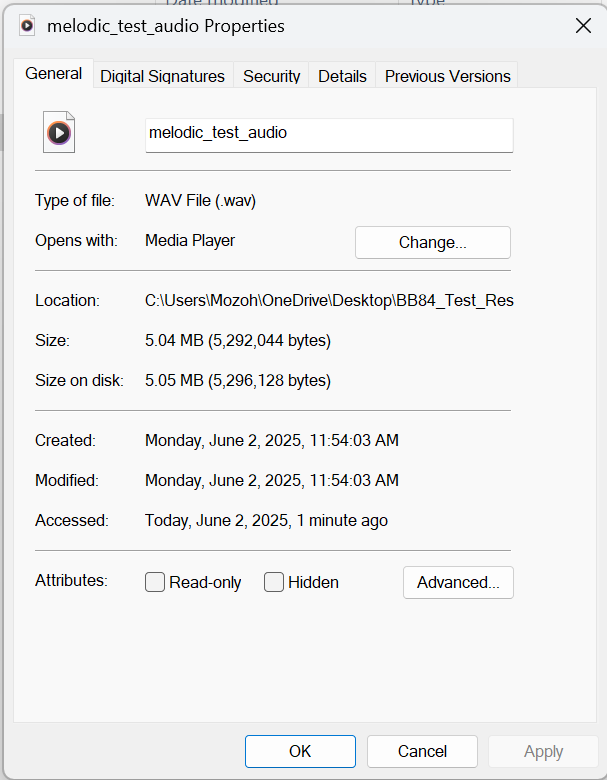 Date modified Type
melodic_test_audio Properties
General Digital Signatures Security Details Previous Versions
melodic_test_audio
Type of file: WAV File (.wav)
Opens with: Media Player Change...
Location: C:\Users\Mozoh\OneDrive\Desktop\BB84_Test_Res
Size: 5.04 MB (5,292,044 bytes)
Size on disk: 5.05 MB (5,296,128 bytes)
Created: Monday, June 2, 2025, 11:54:03 AM
Modified: Monday, June 2, 2025, 11:54:03 AM
Accessed: Today, June 2, 2025, 1 minute ago
Attributes: Read-only Hidden Advanced...
OK Cancel Apply